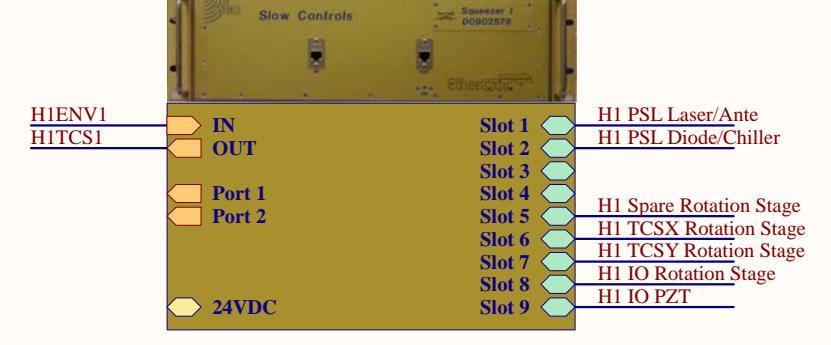 Slow Controls
Squeezer 1
D0902578
EtherCAT
H1ENV1
IN
Slot 1
H1 PSL Laser/Ante
H1TCS1
OUT
Slot 2
H1 PSL Diode/Chiller
Slot 3
Port 1
Slot 4
Port 2
Slot 5
H1 Spare Rotation Stage
Slot 6
H1 TCSX Rotation Stage
Slot 7
H1 TCSY Rotation Stage
Slot 8
H1 IO Rotation Stage
24VDC
Slot 9
H1 IO PZT